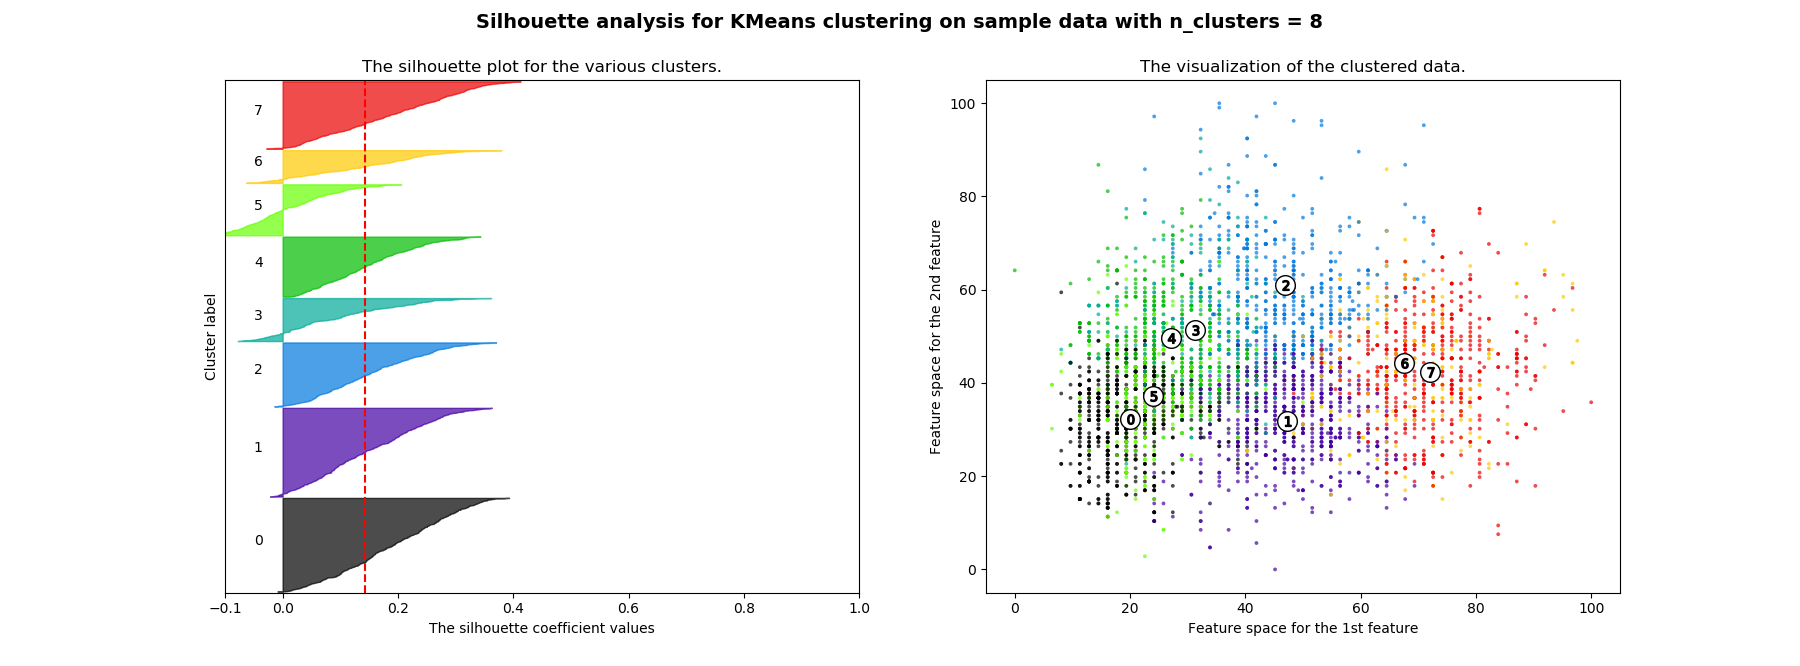 Silhouette analysis for KMeans clustering on sample data with n_clusters = 8
The silhouette plot for the various clusters.
7
6
5
4
3
2
1
0
Cluster label
−0.1 0.0 0.2 0.4 0.6 0.8 1.0
The silhouette coefficient values
The visualization of the clustered data.
100
80
60
40
20
0
Feature space for the 2nd feature
2
3
4
6
7
5
0
1
0 20 40 60 80 100
Feature space for the 1st feature